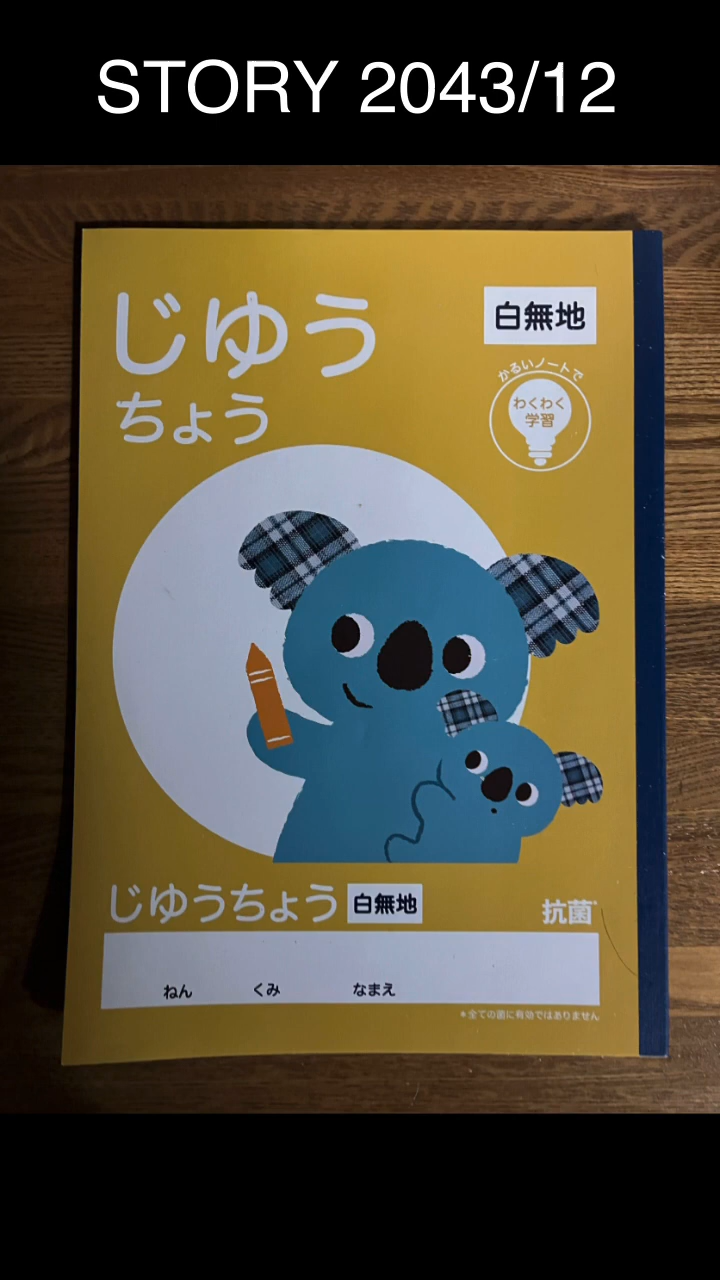 STORY 2043/12
じゆう
ちょう
白無地
かるいノートで
わくわく
学習
じゆうちょう 白無地
抗菌*
ねん くみ なまえ
*全ての菌に有効ではありません